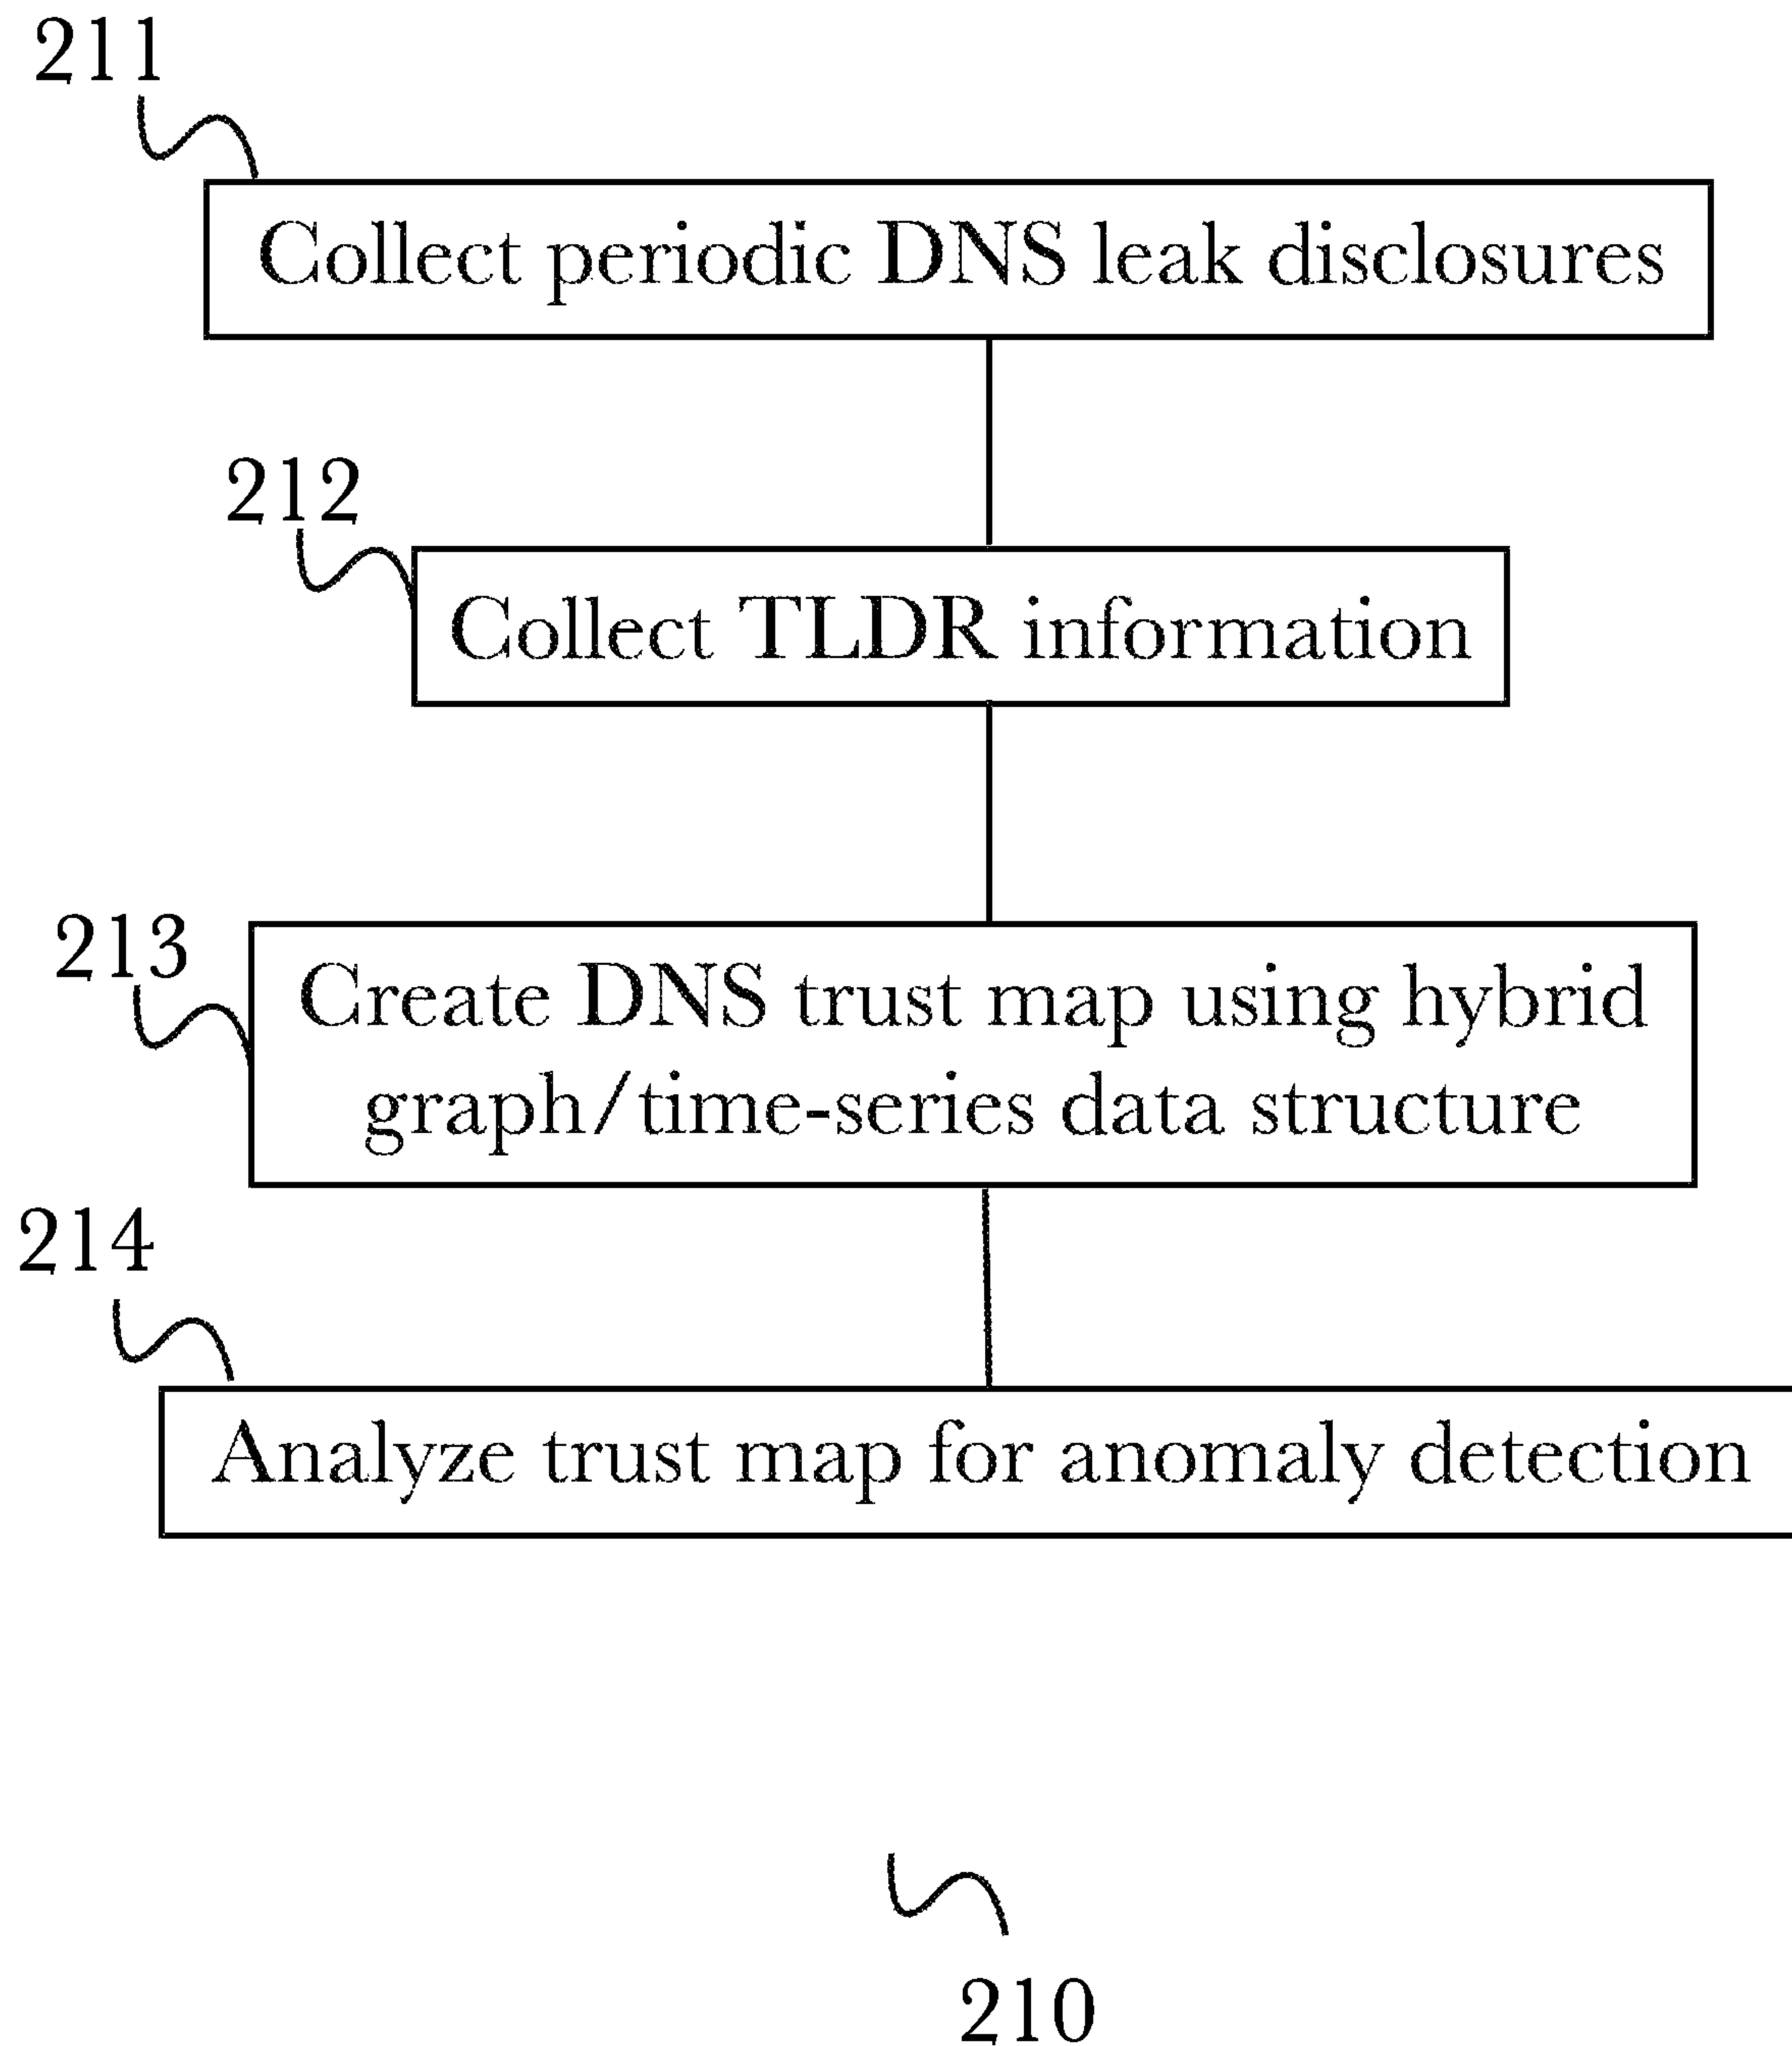 211
Collect periodic DNS leak disclosures
212
Collect TLDR information
213
Create DNS trust map using hybrid
graph/time-series data structure
214
Analyze trust map for anomaly detection
210